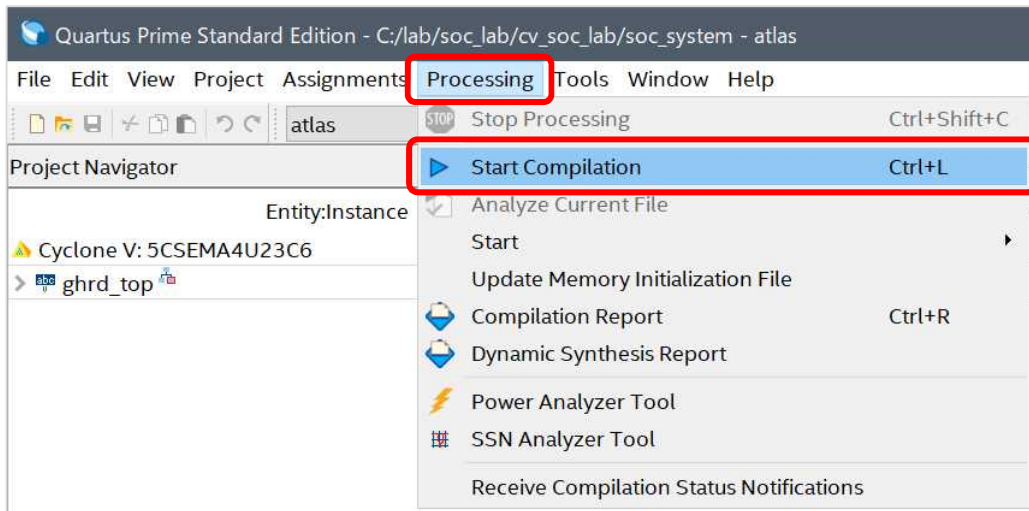 Quartus Prime Standard Edition - C:/lab/soc_lab/cv_soc_lab/soc_system - atlas
File Edit View Project Assignments Processing Tools Window Help
atlas
STOP Stop Processing Ctrl+Shift+C
Project Navigator
Start Compilation Ctrl+L
Entity:Instance
Analyze Current File
Cyclone V: 5CSEMA4U23C6
Start
abc ghrd_top
Update Memory Initialization File
Compilation Report Ctrl+R
Dynamic Synthesis Report
Power Analyzer Tool
SSN Analyzer Tool
Receive Compilation Status Notifications